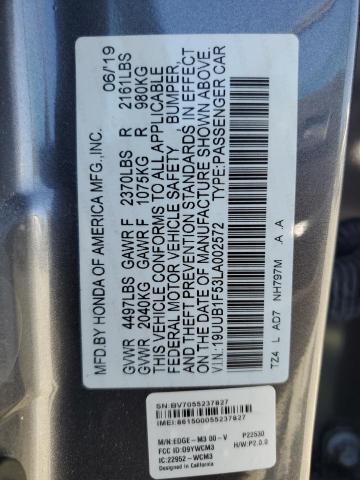 MFD.BY HONDA OF AMERICA MFG.,INC. 06/19
GVWR 4497LBS GAWR F 2370LBS R 2161LBS
GVWR 2040KG GAWR F 1075KG R 980KG
THIS VEHICLE CONFORMS TO ALL APPLICABLE
FEDERAL MOTOR VEHICLE SAFETY , BUMPER,
AND THEFT PREVENTION STANDARDS IN EFFECT
ON THE DATE OF MANUFACTURE SHOWN ABOVE.
V.I.N.:19UUB1F53LA002572 TYPE:PASSENGER CAR
TZ4 L AD7 NH797M A A
SN:BV7055237827
IMEI:861500055237827
M/N:EDGE-M3 00-V P22530
FCC ID:O9YWCM3 H/W:P2.0.0
IC:22952-WCM3
Designed in California